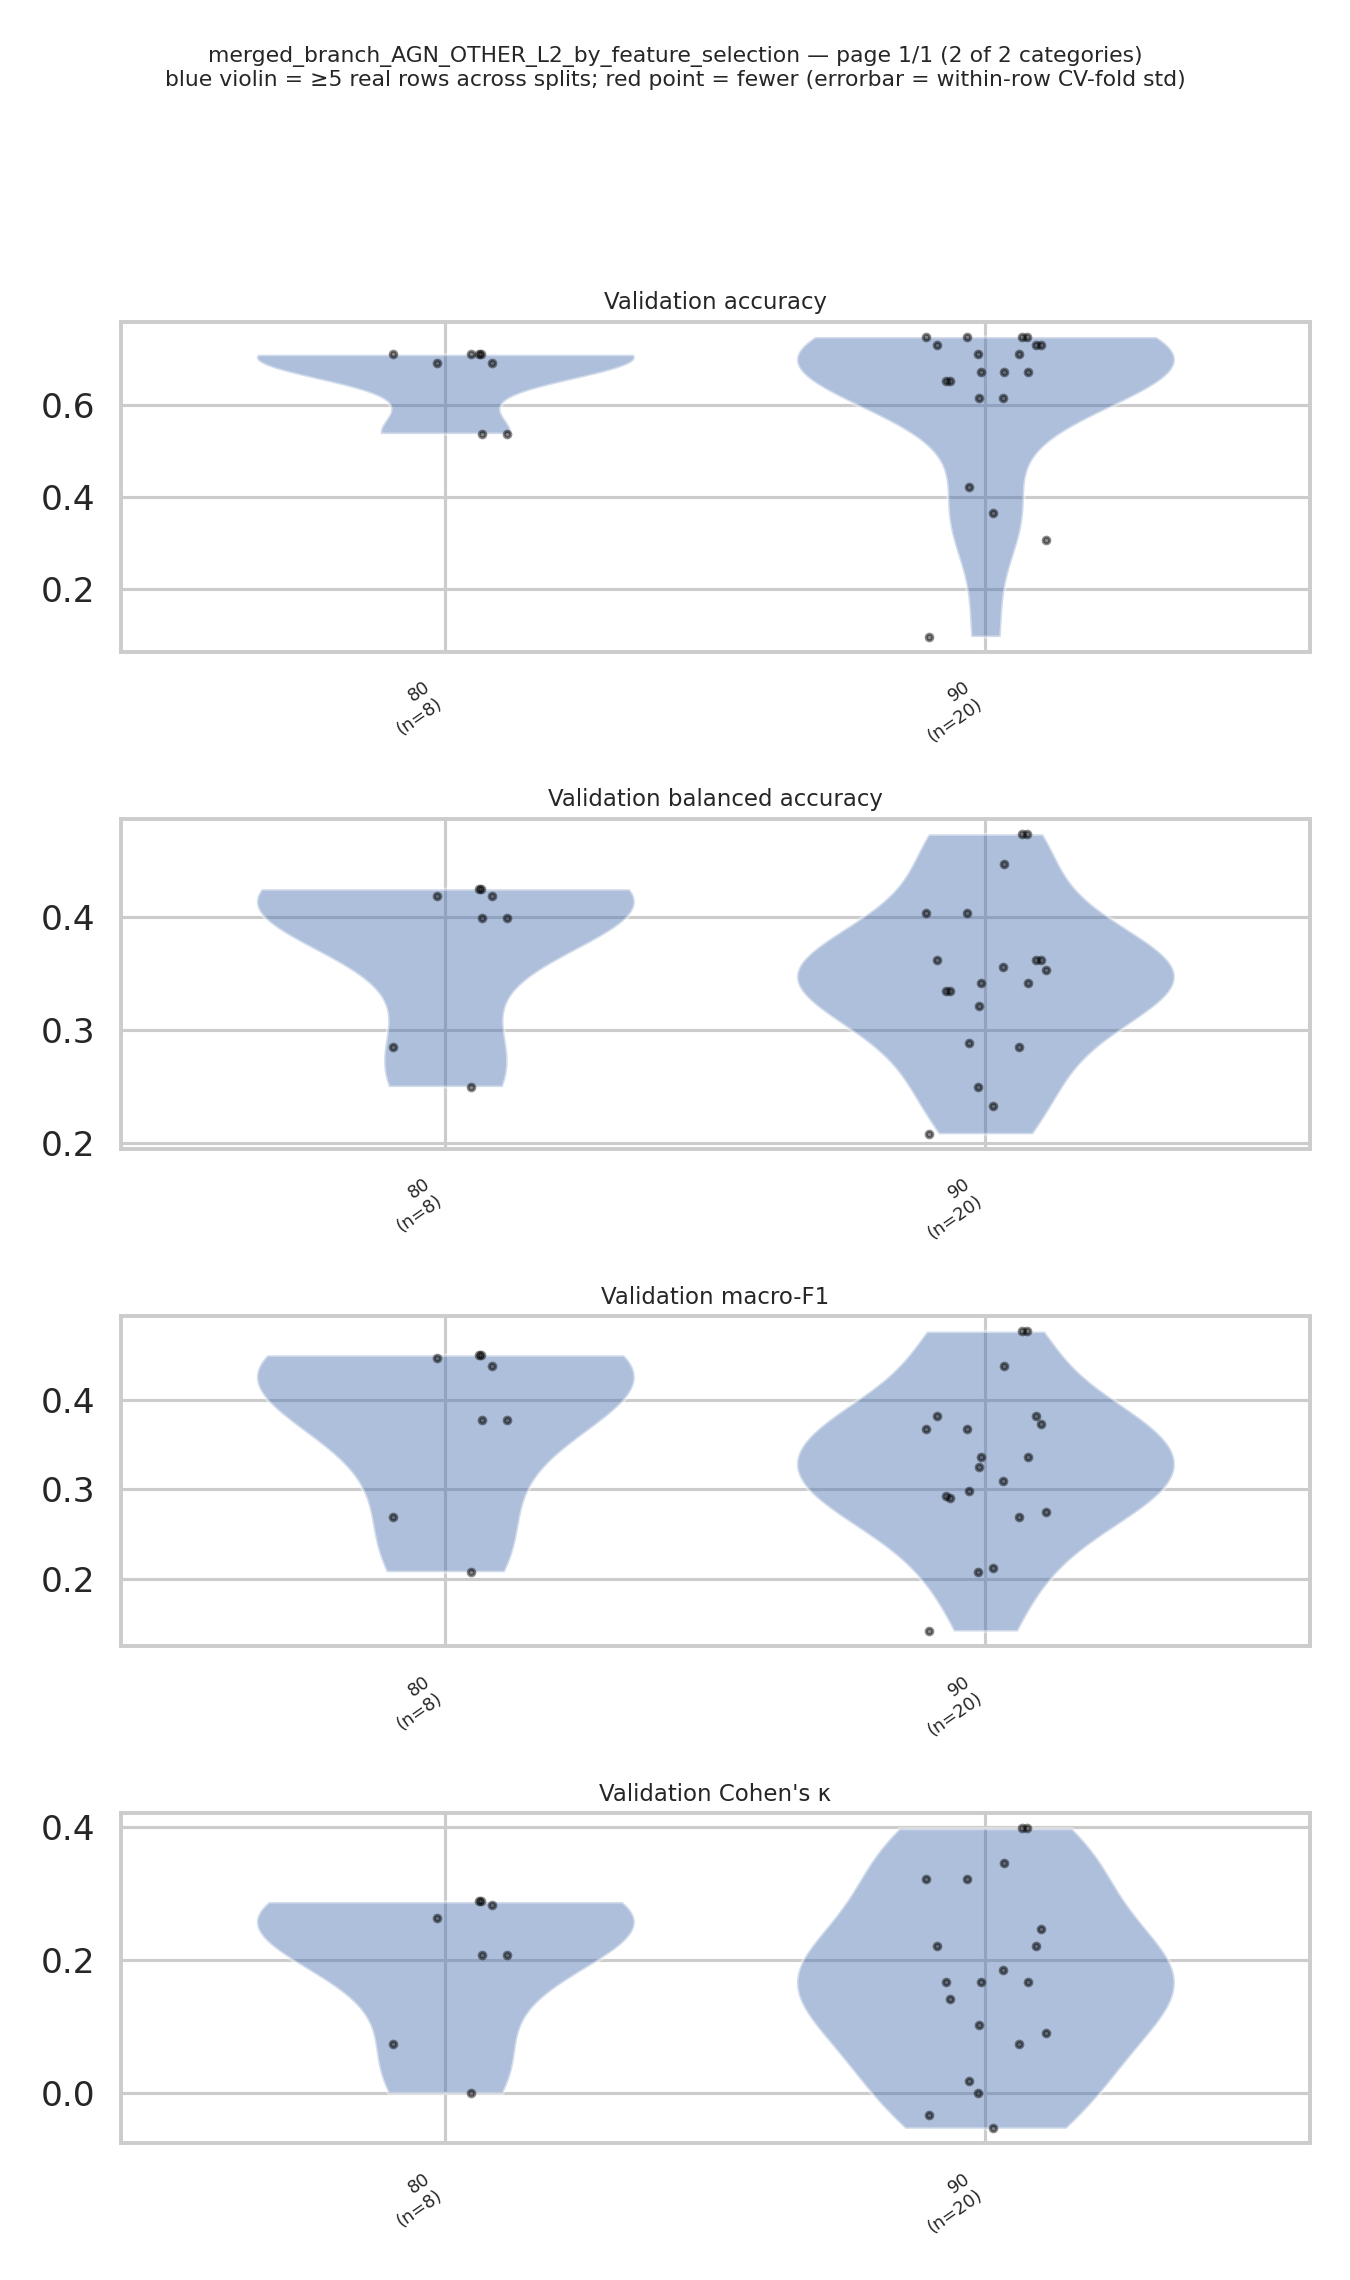 merged_branch_AGN_OTHER_L2_by_feature_selection — page 1/1 (2 of 2 categories)
blue violin = ≥5 real rows across splits; red point = fewer (errorbar = within-row CV-fold std)
Validation accuracy
0.6
0.4
0.2
80
(n=8)
90
(n=20)
Validation balanced accuracy
0.4
0.3
0.2
80
(n=8)
90
(n=20)
Validation macro-F1
0.4
0.3
0.2
80
(n=8)
90
(n=20)
Validation Cohen's κ
0.4
0.2
0.0
80
(n=8)
90
(n=20)